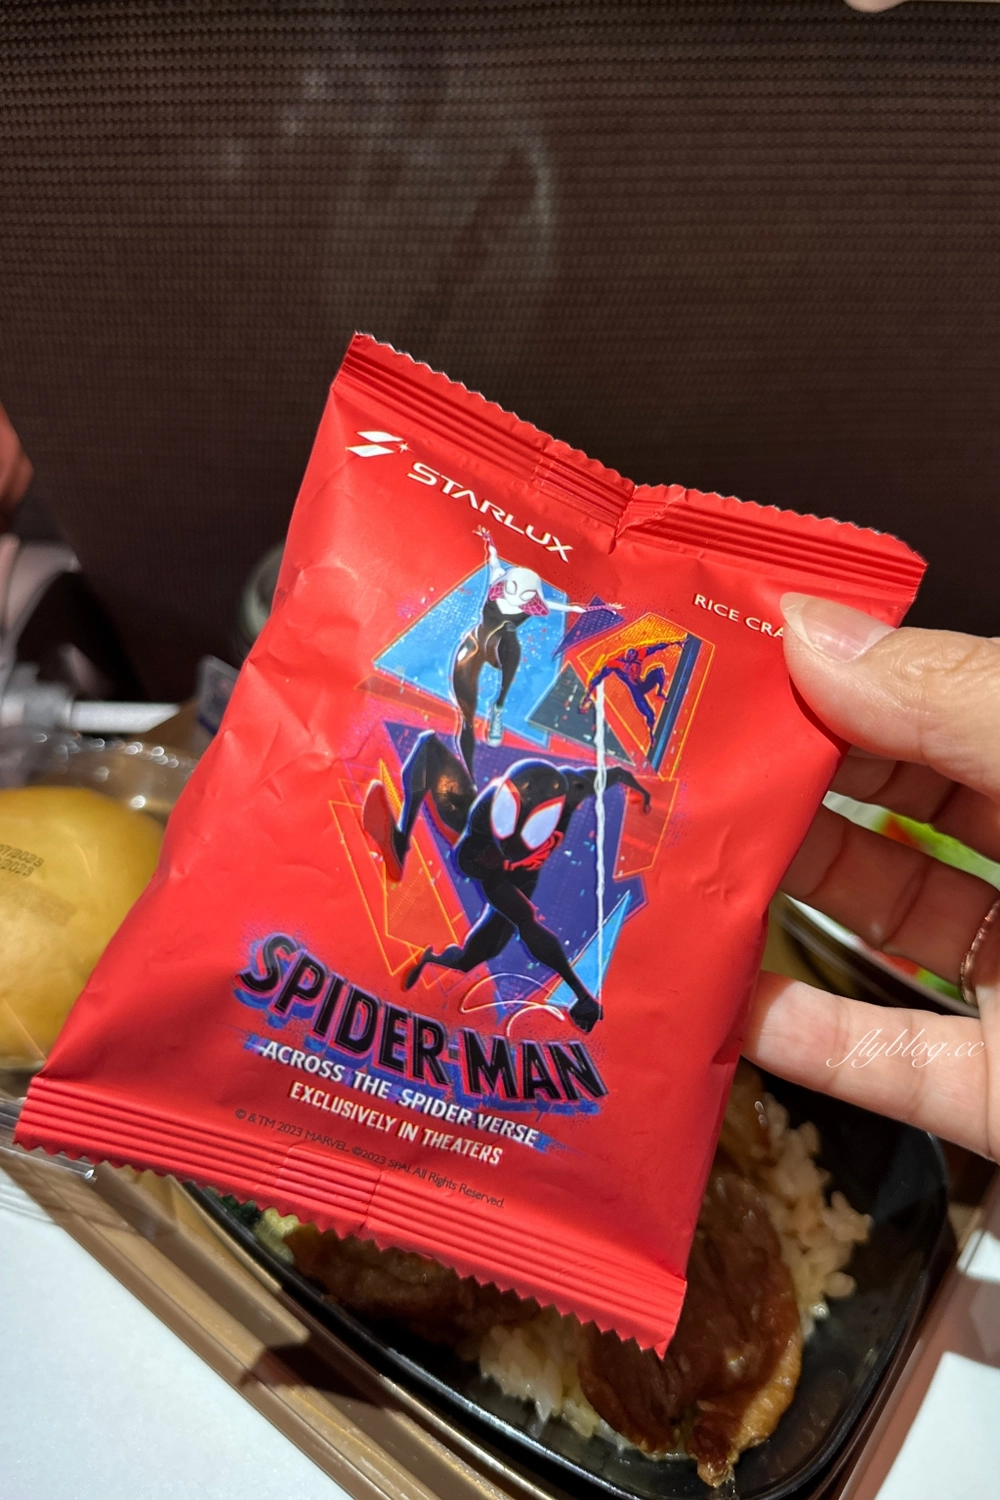 STARLUX
RICE
SPIDER-MAN
ACROSS THE SPIDER-VERSE
EXCLUSIVELY IN THEATERS
© & TM 2023 MARVEL. ©2023 SPAI. All Rights Reserved.
flyblog.cc